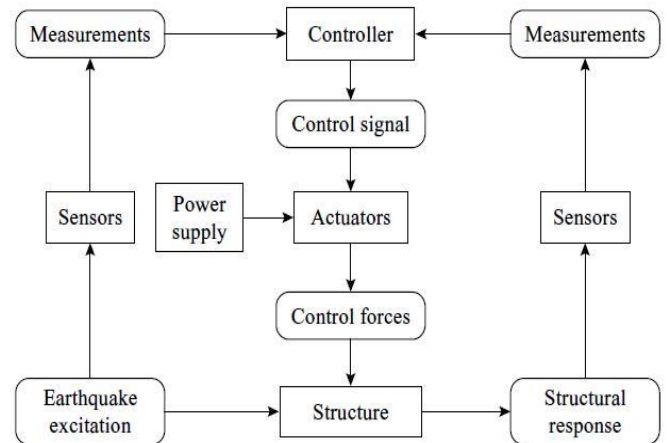 Measurements
Controller
Measurements
Control signal
Sensors
Power
supply
Actuators
Sensors
Control forces
Earthquake
excitation
Structure
Structural
response